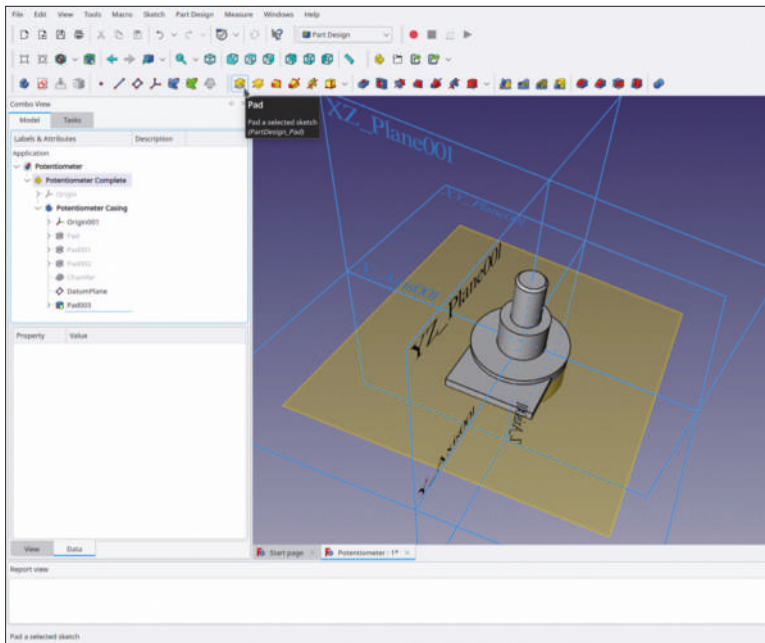 File Edit View Tools Macro Sketch Part Design Measure Windows Help
Part Design
Combo View
Pad
Model Tasks
Pad a selected sketch
(PartDesign_Pad)
Labels & Attributes Description
Application
Potentiometer
Potentiometer Complete
Origin
Potentiometer Casing
Origin001
Pad
Pad001
Pad002
Chamfer
DatumPlane
Pad003
XZ_Plane001
XY_Plane001
YZ_Plane001
Property Value
View Data
Start page
Potentiometer : 1*
Report view
Pad a selected sketch